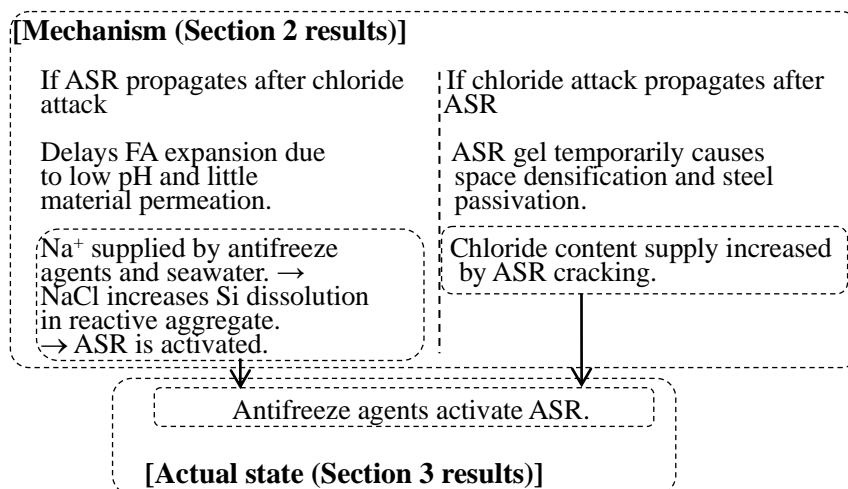 [Mechanism (Section 2 results)]
If ASR propagates after chloride
attack
Delays FA expansion due
to low pH and little
material permeation.
Na⁺ supplied by antifreeze
agents and seawater. →
NaCl increases Si dissolution
in reactive aggregate.
→ ASR is activated.
If chloride attack propagates after
ASR
ASR gel temporarily causes
space densification and steel
passivation.
Chloride content supply increased
by ASR cracking.
Antifreeze agents activate ASR.
[Actual state (Section 3 results)]